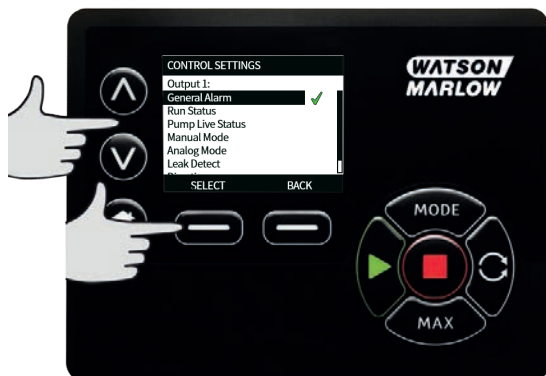 CONTROL SETTINGS
Output 1:
General Alarm
Run Status
Pump Live Status
Manual Mode
Analog Mode
Leak Detect
SELECT BACK
WATSON
MARLOW
MODE
MAX